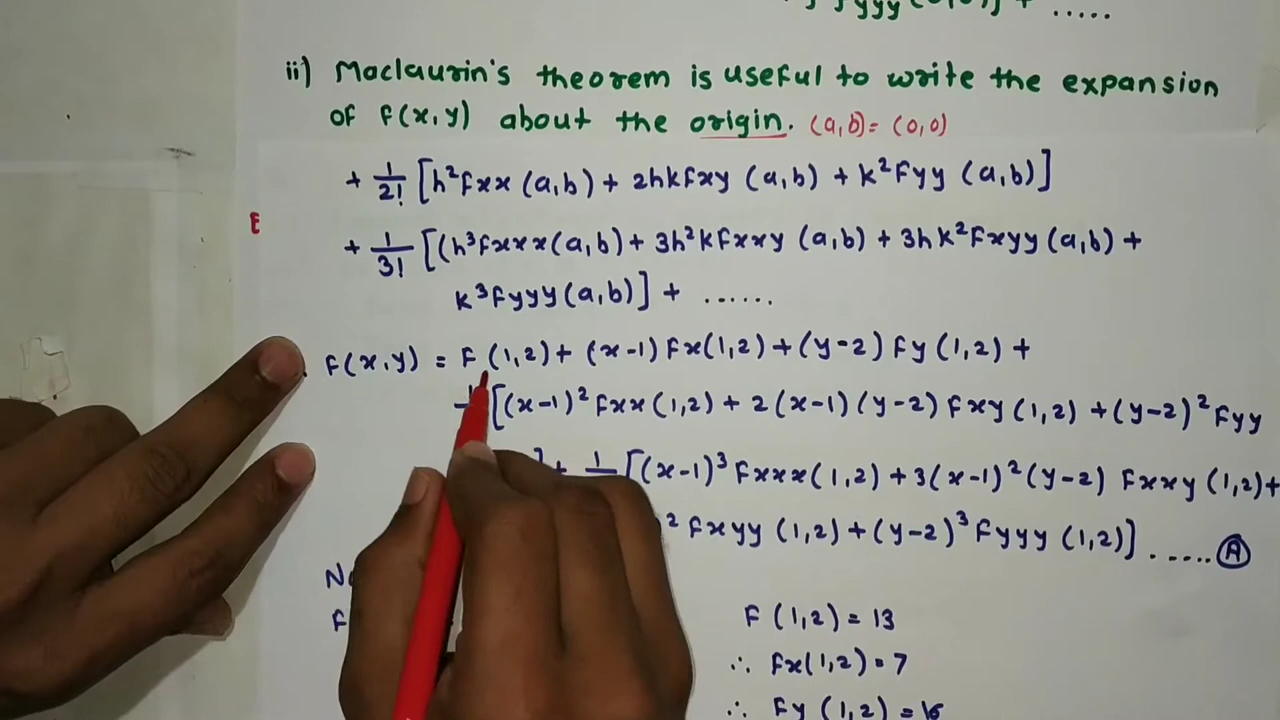 fyyy (0,0)] + .....
ii) Maclaurin's theorem is useful to write the expansion
of f(x,y) about the origin. (a,b)= (0,0)
+ 1/2! [h²fxx (a,b) + 2hkfxy (a,b) + k²fyy (a,b)]
E
+ 1/3! [(h³fxxx(a,b) + 3h²kfxxy (a,b) + 3hk²fxyy (a,b) +
k³fyyy(a,b)] + ......
f(x,y) = f (1,2) + (x-1) fx(1,2) + (y-2) fy (1,2) +
[(x-1)² fxx (1,2) + 2(x-1) (y-2) fxy (1,2) + (y-2)² fyy
] + 1/ [(x-1)³ fxxx(1,2) + 3(x-1)²(y-2) fxxy (1,2)+
² fxyy (1,2) + (y-2)³ fyyy (1,2)] ..... Ⓐ
f (1,2) = 13
∴ fx(1,2) = 7
∴ fy (1,2) = 16